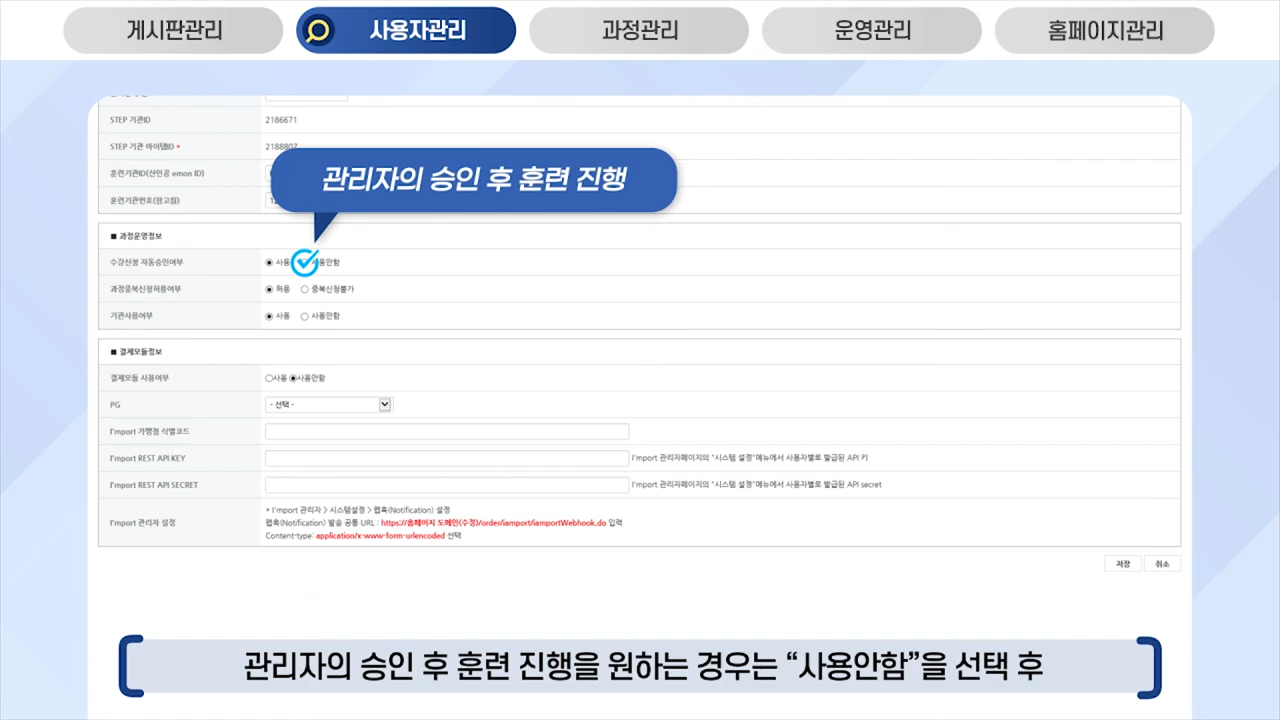 게시판관리
사용자관리
과정관리
운영관리
홈페이지관리
STEP 기관ID 2186671
STEP 기관 아이템ID * 2188807
관리자의 승인 후 훈련 진행
훈련기관ID(산인공 emon ID)
훈련기관번호(환고원)
■ 과정운영정보
수강신청 자동승인여부 사용 사용안함
과정중복신청허용여부 허용 중복신청불가
기관사용여부 사용 사용안함
■ 결제모듈정보
결제모듈 사용여부 사용 사용안함
PG - 선택 -
I'mport 가맹점 식별코드
I'mport REST API KEY I'mport 관리자페이지의 "시스템 설정"메뉴에서 사용자별로 발급된 API 키
I'mport REST API SECRET I'mport 관리자페이지의 "시스템 설정"메뉴에서 사용자별로 발급된 API secret
I'mport 관리자 설정
* I'mport 관리자 > 시스템설정 > 웹훅(Notification) 설정
웹훅(Notification) 발송 공통 URL : https://홈페이지 도메인(수정)/order/iamport/iamportWebhook.do 입력
Content-type: application/x-www-form-urlencoded 선택
저장 취소
관리자의 승인 후 훈련 진행을 원하는 경우는 “사용안함”을 선택 후